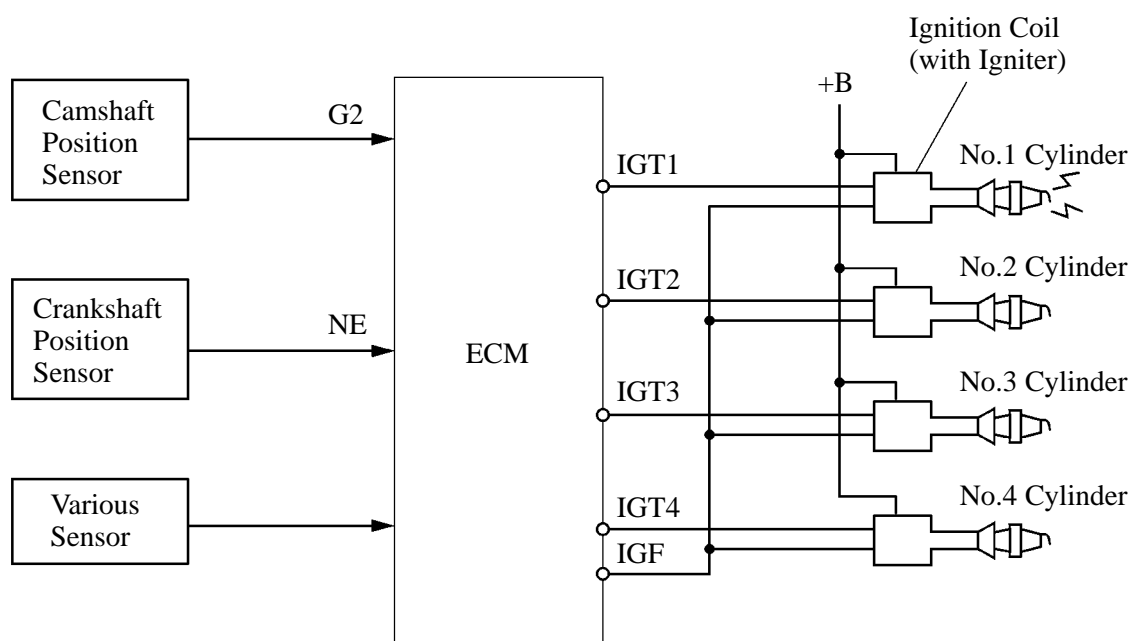 Ignition Coil
(with Igniter)
+B
Camshaft
Position
Sensor
G2
IGT1
No.1 Cylinder
IGT2
No.2 Cylinder
Crankshaft
Position
Sensor
NE
ECM
IGT3
No.3 Cylinder
Various
Sensor
IGT4
No.4 Cylinder
IGF